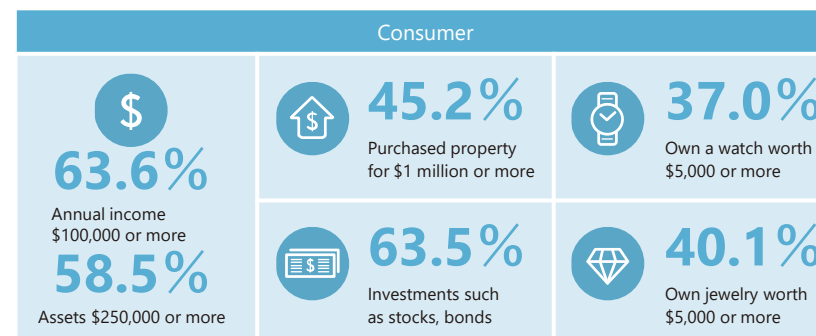 Consumer
$
63.6%
Annual income
$100,000 or more
58.5%
Assets $250,000 or more
$
45.2%
Purchased property
for $1 million or more
$
63.5%
Investments such
as stocks, bonds
37.0%
Own a watch worth
$5,000 or more
40.1%
Own jewelry worth
$5,000 or more